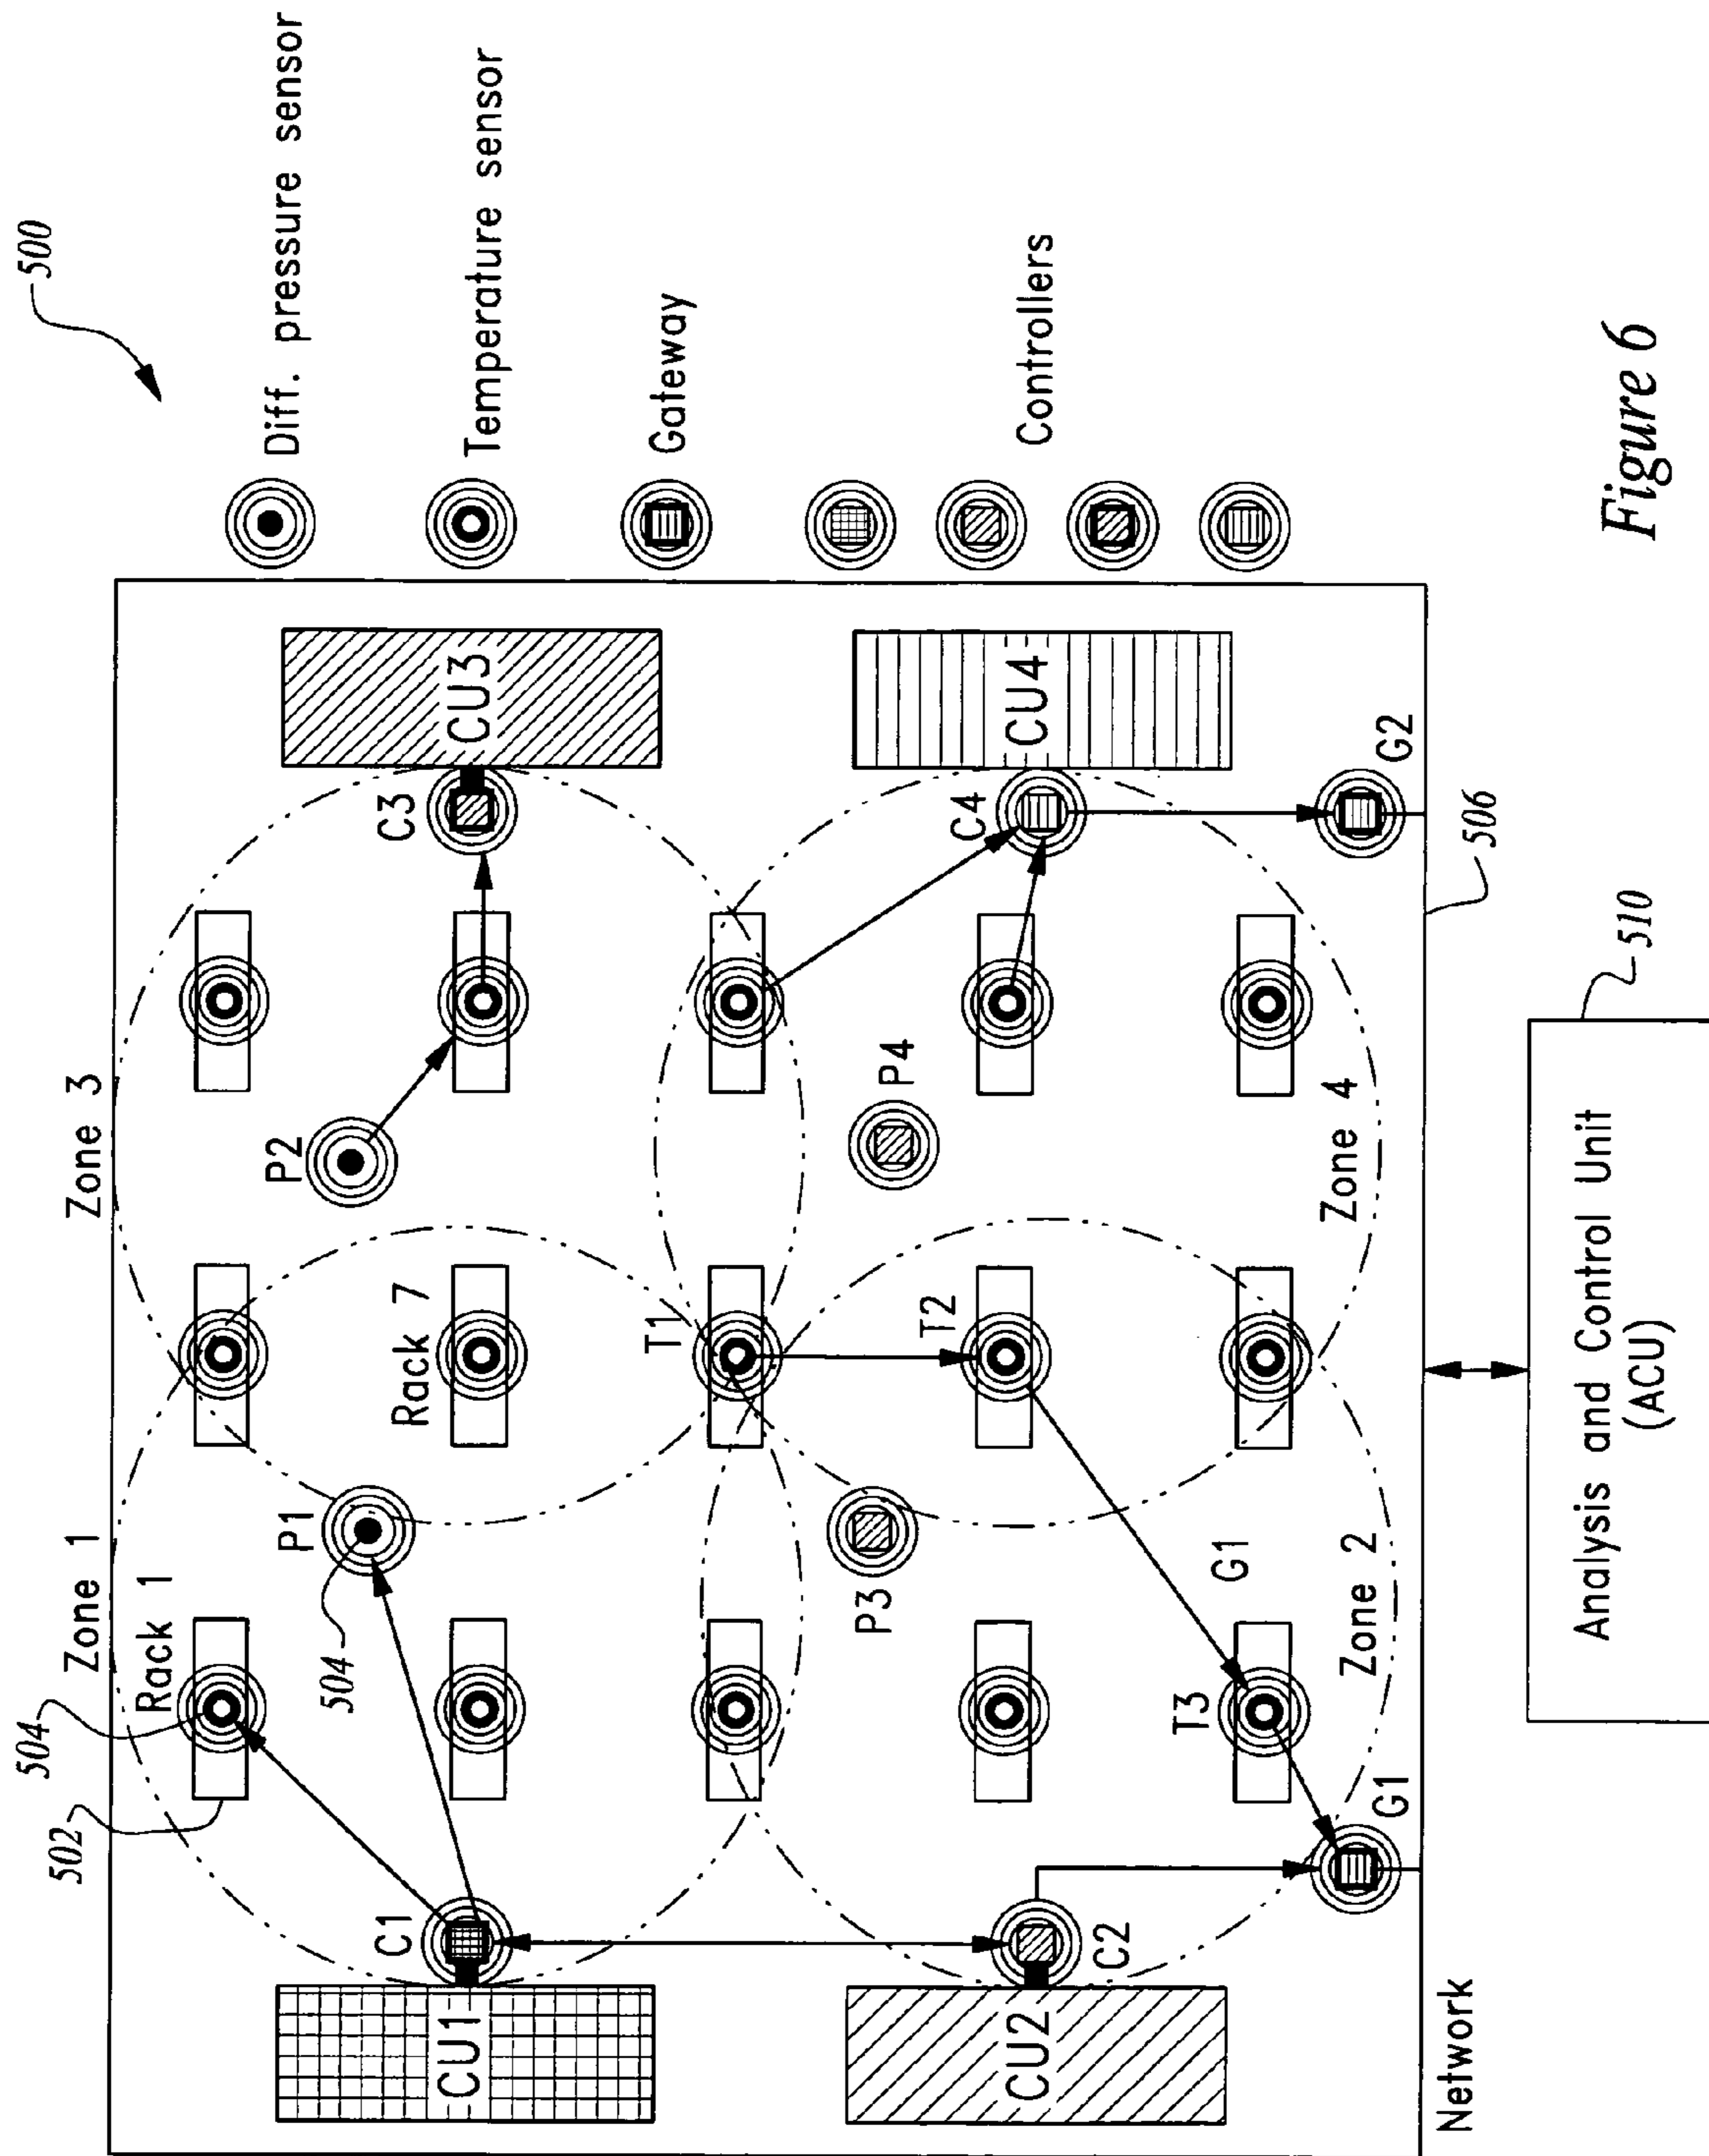 500
Diff. pressure sensor
Temperature sensor
Gateway
Controllers
Figure 6
Zone 1
Zone 3
Rack 1
504
502
P1
504
P2
Rack 7
C1
CU1
C3
CU3
T1
T2
P3
P4
C2
CU2
C4
CU4
G1
T3
Zone 2
Zone 4
G1
G2
Network
506
510
Analysis and Control Unit
(ACU)